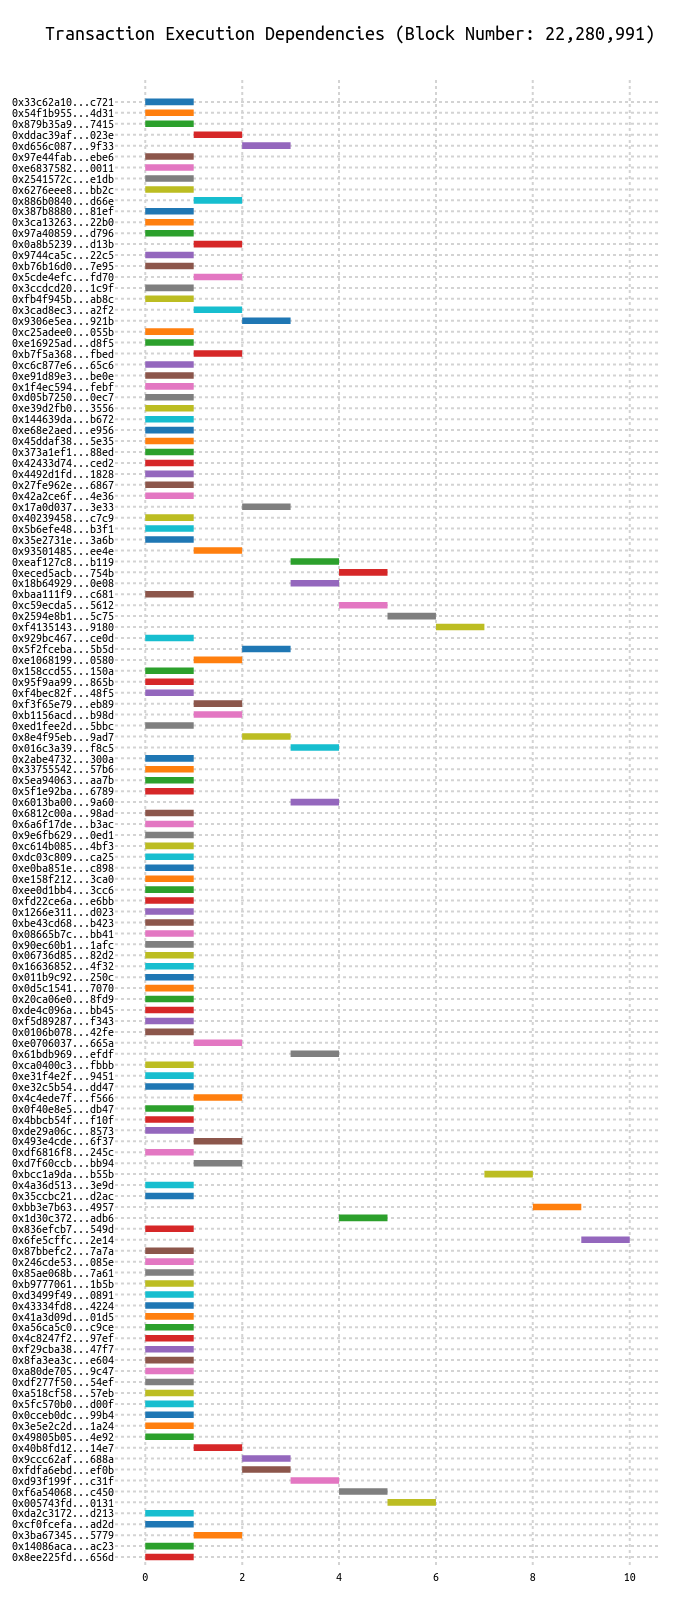 Transaction Execution Dependencies (Block Number: 22,280,991)
0x33c62a10...c721
0x54f1b955...4d31
0x879b35a9...7415
0xddac39af...023e
0xd656c087...9f33
0x97e44fab...ebe6
0xe6837582...0011
0x2541572c...e1db
0x6276eee8...bb2c
0x886b0840...d66e
0x387b8880...81ef
0x3ca13263...22b0
0x97a40859...d796
0x0a8b5239...d13b
0x9744ca5c...22c5
0xb76b16d0...7e95
0x5cde4efc...fd70
0x3ccdcd20...1c9f
0xfb4f945b...ab8c
0x3cad8ec3...a2f2
0x9306e5ea...921b
0xc25adee0...055b
0xe16925ad...d8f5
0xb7f5a368...fbed
0xc6c877e6...65c6
0xe91d89e3...be0e
0x1f4ec594...febf
0xd05b7250...0ec7
0xe39d2fb0...3556
0x144639da...b672
0xe68e2aed...e956
0x45ddaf38...5e35
0x373a1ef1...88ed
0x42433d74...ced2
0x4492d1fd...1828
0x27fe962e...6867
0x42a2ce6f...4e36
0x17a0d037...3e33
0x40239458...c7c9
0x5b6efe48...b3f1
0x35e2731e...3a6b
0x93501485...ee4e
0xeaf127c8...b119
0xeced5acb...754b
0x18b64929...0e08
0xbaa111f9...c681
0xc59ecda5...5612
0x2594e8b1...5c75
0xf4135143...9180
0x929bc467...ce0d
0x5f2fceba...5b5d
0xe1068199...0580
0x158ccd55...150a
0x95f9aa99...865b
0xf4bec82f...48f5
0xf3f65e79...eb89
0xb1156acd...b98d
0xed1fee2d...5bbc
0x8e4f95eb...9ad7
0x016c3a39...f8c5
0x2abe4732...300a
0x33755542...57b6
0x5ea94063...aa7b
0x5f1e92ba...6789
0x6013ba00...9a60
0x6812c00a...98ad
0x6a6f17de...b3ac
0x9e6fb629...0ed1
0xc614b085...4bf3
0xdc03c809...ca25
0xe0ba851e...c898
0xe158f212...3ca0
0xee0d1bb4...3cc6
0xfd22ce6a...e6bb
0x1266e311...d023
0xbe43cd68...b423
0x08665b7c...bb41
0x90ec60b1...1afc
0x06736d85...82d2
0x16636852...4f32
0x011b9c92...250c
0x0d5c1541...7070
0x20ca06e0...8fd9
0xde4c096a...bb45
0xf5d89287...f343
0x0106b078...42fe
0xe0706037...665a
0x61bdb969...efdf
0xca0400c3...fbbb
0xe31f4e2f...9451
0xe32c5b54...dd47
0x4c4ede7f...f566
0x0f40e8e5...db47
0x4bbcb54f...f10f
0xde29a06c...8573
0x493e4cde...6f37
0xdf6816f8...245c
0xd7f60ccb...bb94
0xbcc1a9da...b55b
0x4a36d513...3e9d
0x35ccbc21...d2ac
0xbb3e7b63...4957
0x1d30c372...adb6
0x836efcb7...549d
0x6fe5cffc...2e14
0x87bbefc2...7a7a
0x246cde53...085e
0x85ae068b...7a61
0xb9777061...1b5b
0xd3499f49...0891
0x43334fd8...4224
0x41a3d09d...01d5
0xa56ca5c0...c9ce
0x4c8247f2...97ef
0xf29cba38...47f7
0x8fa3ea3c...e604
0xa80de705...9c47
0xdf277f50...54ef
0xa518cf58...57eb
0x5fc570b0...d00f
0x0cceb0dc...99b4
0x3e5e2c2d...1a24
0x49805b05...4e92
0x40b8fd12...14e7
0x9ccc62af...688a
0xfdfa6ebd...ef0b
0xd93f199f...c31f
0xf6a54068...c450
0x005743fd...0131
0xda2c3172...d213
0xcf0fcefa...ad2d
0x3ba67345...5779
0x14086aca...ac23
0x8ee225fd...656d
0 2 4 6 8 10